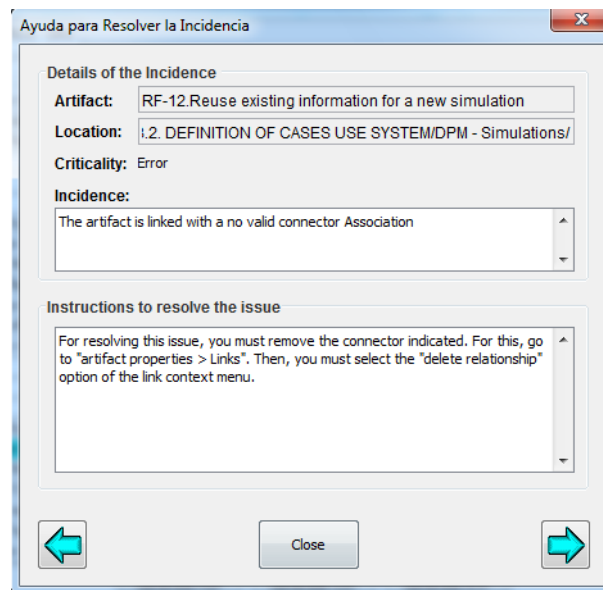 Ayuda para Resolver la Incidencia
Details of the Incidence
Artifact: RF-12.Reuse existing information for a new simulation
Location: .2. DEFINITION OF CASES USE SYSTEM/DPM - Simulations/
Criticality: Error
Incidence:
The artifact is linked with a no valid connector Association
Instructions to resolve the issue
For resolving this issue, you must remove the connector indicated. For this, go
to "artifact properties > Links". Then, you must select the "delete relationship"
option of the link context menu.
Close